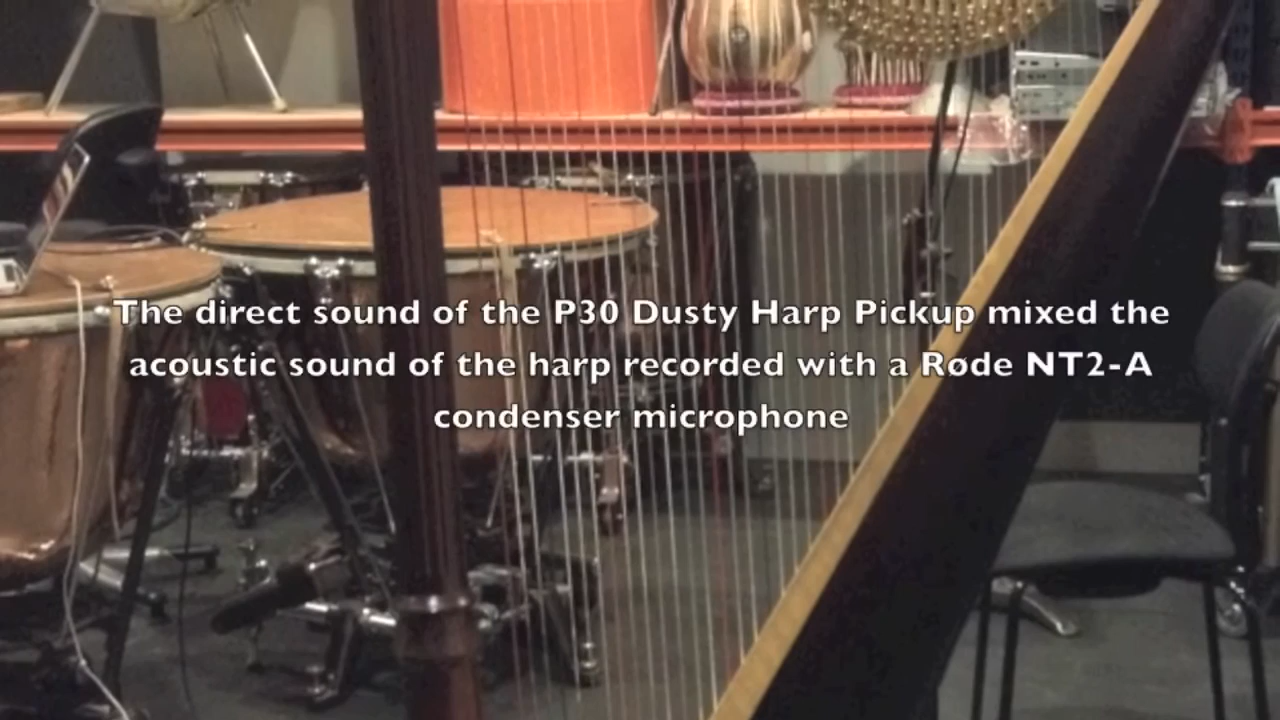 The direct sound of the P30 Dusty Harp Pickup mixed the
acoustic sound of the harp recorded with a Røde NT2-A
condenser microphone